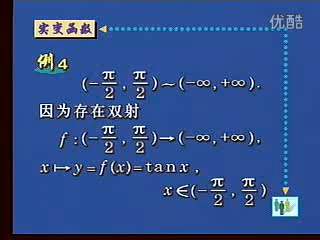 优酷
实变函数
例4
(-π/2, π/2)~(-∞,+∞).
因为存在双射
f:(-π/2, π/2)→(-∞,+∞),
x↦y=f(x)=tanx,
x∈(-π/2, π/2)